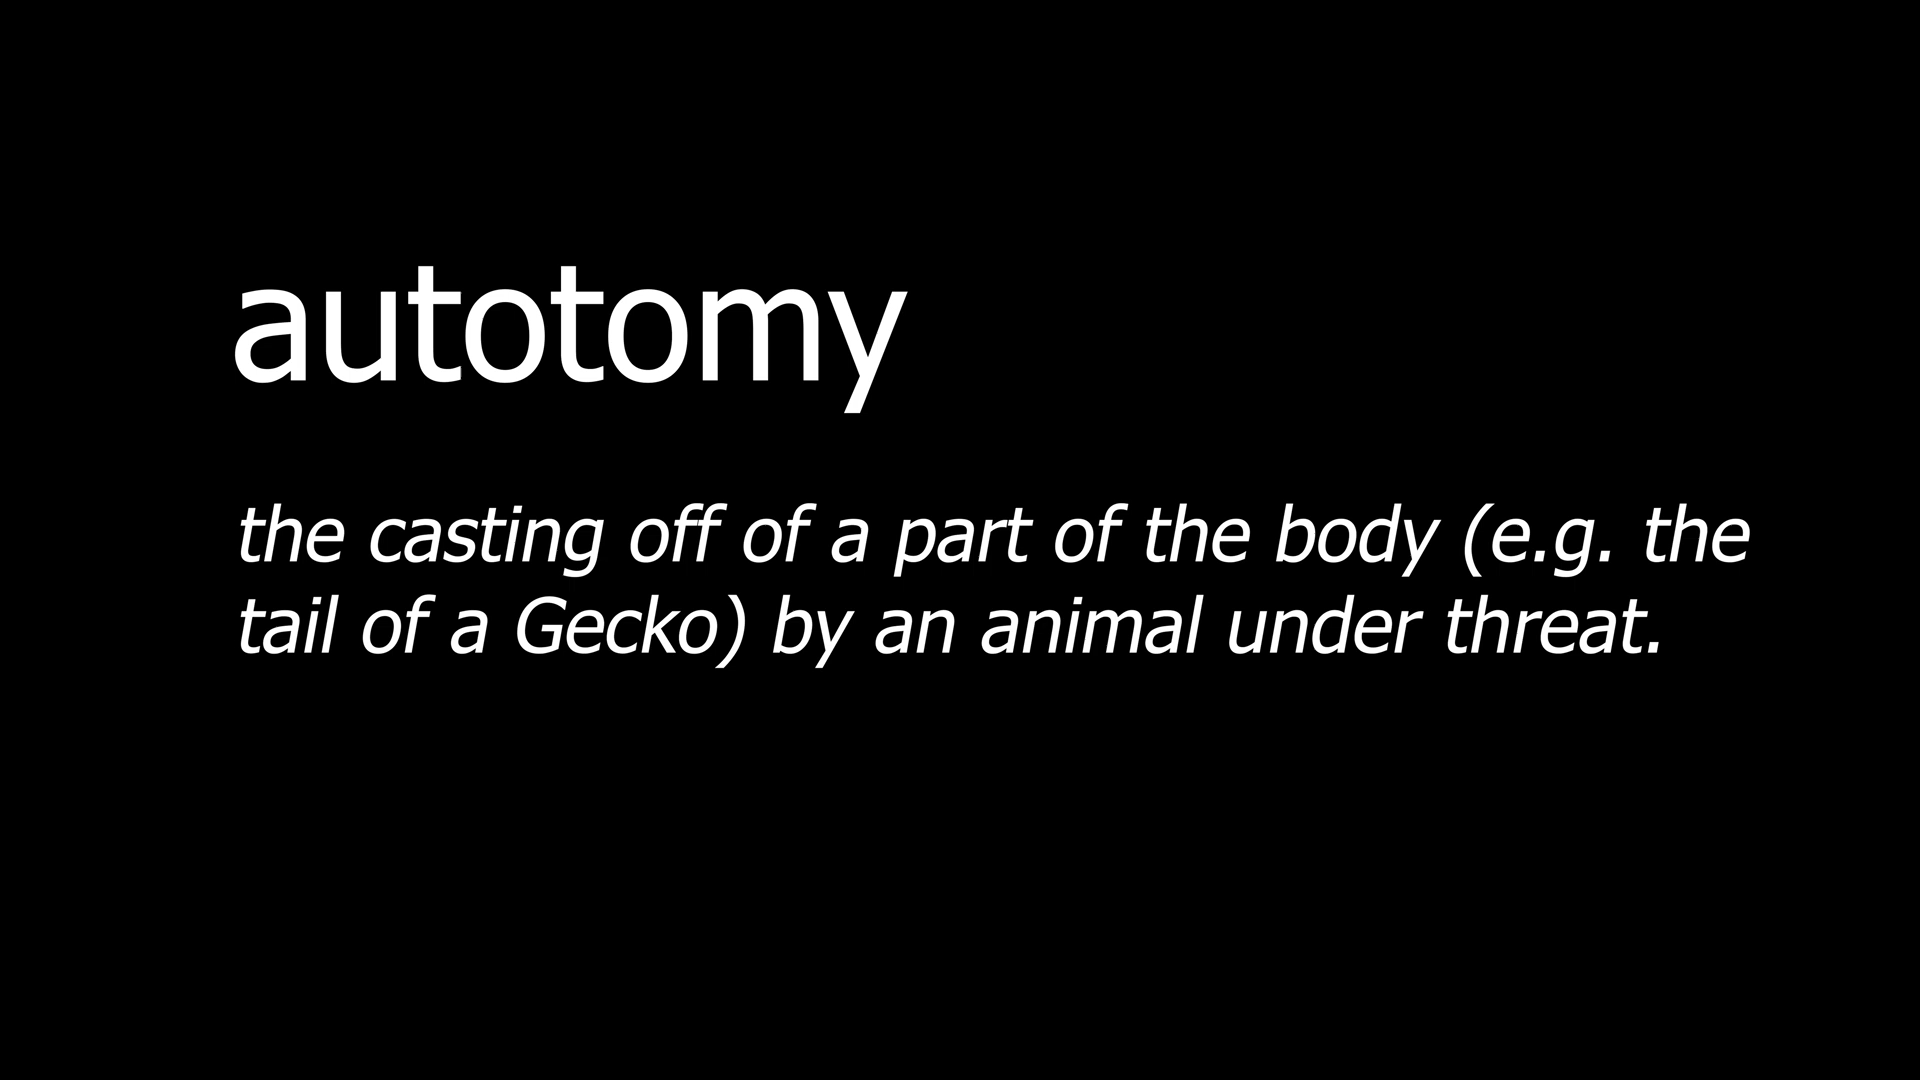 autotomy
the casting off of a part of the body (e.g. the
tail of a Gecko) by an animal under threat.